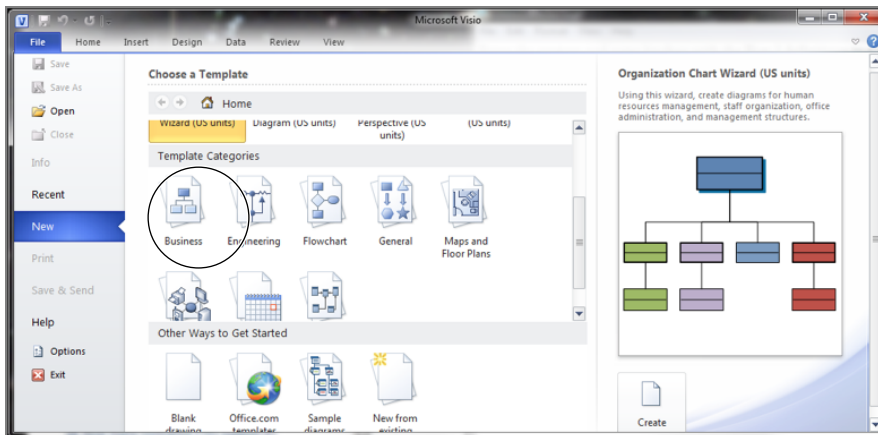 Microsoft Visio
File Home Insert Design Data Review View
Save
Save As
Open
Close
Info
Recent
New
Print
Save & Send
Help
Options
Exit
Choose a Template
Home
Wizard (US units) Diagram (US units) Perspective (US (US units)
units)
Template Categories
Business Engineering Flowchart General Maps and
Floor Plans
Other Ways to Get Started
Blank Office.com Sample New from
drawing templates diagrams existing
Organization Chart Wizard (US units)
Using this wizard, create diagrams for human
resources management, staff organization, office
administration, and management structures.
Create